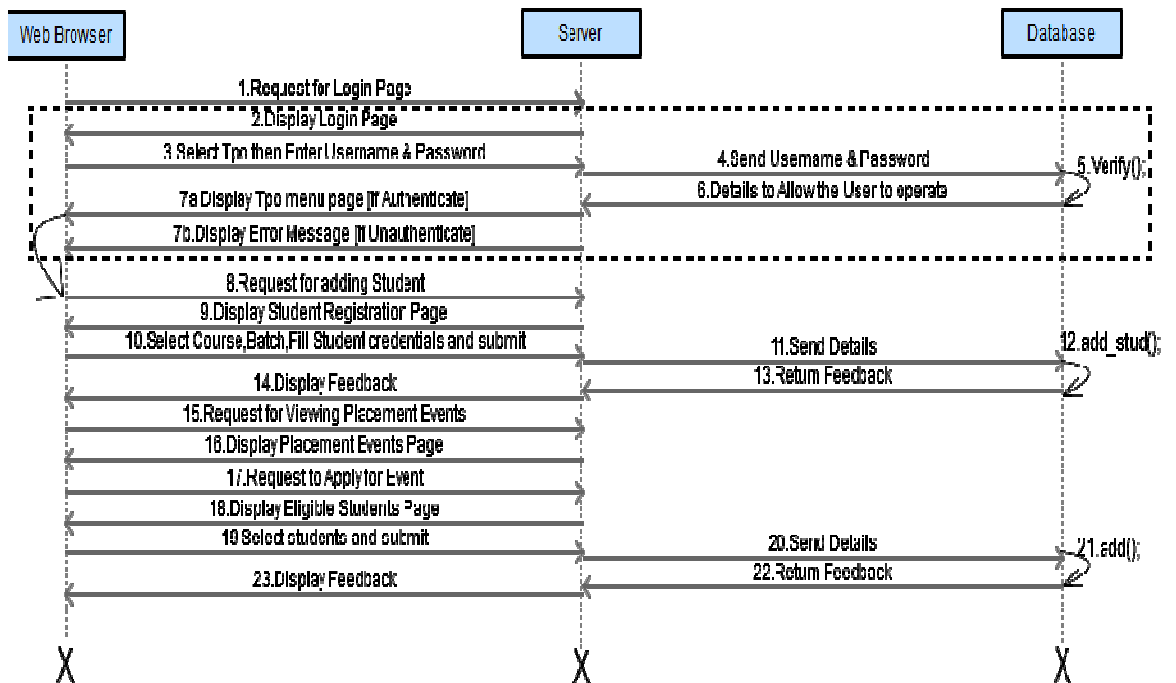 Web Browser
Server
Database
1.Request for Login Page
2.Display Login Page
3.Select Tpo then Enter Username & Password
4.Send Username & Password
5.Verify();
6.Details to Allow the User to operate
7a.Display Tpo menu page [If Authenticate]
7b.Display Error Message [If Unauthenticate]
8.Request for adding Student
9.Display Student Registration Page
10.Select Course,Batch,Fill Student credentials and submit
11.Send Details
12.add_stud();
13.Return Feedback
14.Display Feedback
15.Request for Viewing Placement Events
16.Display Placement Events Page
17.Request to Apply for Event
18.Display Eligible Students Page
19.Select students and submit
20.Send Details
21.add();
22.Return Feedback
23.Display Feedback